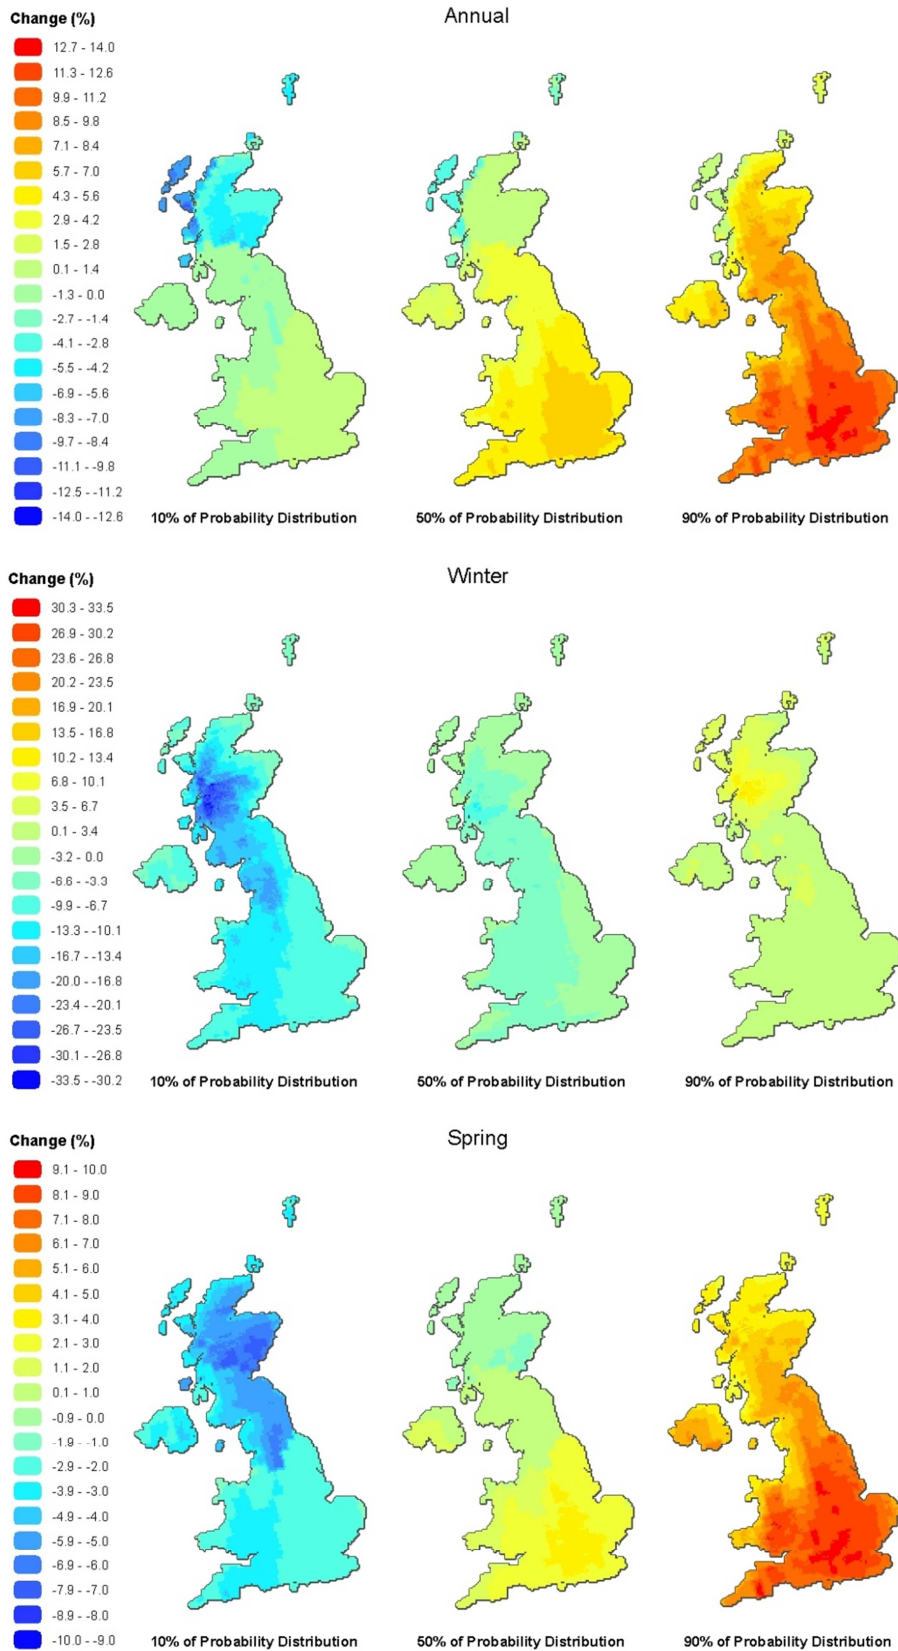 Annual
Change (%)
12.7 - 14.0
11.3 - 12.6
9.9 - 11.2
8.5 - 9.8
7.1 - 8.4
5.7 - 7.0
4.3 - 5.6
2.9 - 4.2
1.5 - 2.8
0.1 - 1.4
-1.3 - 0.0
-2.7 - -1.4
-4.1 - -2.8
-5.5 - -4.2
-6.9 - -5.6
-8.3 - -7.0
-9.7 - -8.4
-11.1 - -9.8
-12.5 - -11.2
-14.0 - -12.6
10% of Probability Distribution
50% of Probability Distribution
90% of Probability Distribution
Winter
Change (%)
30.3 - 33.5
26.9 - 30.2
23.6 - 26.8
20.2 - 23.5
16.9 - 20.1
13.5 - 16.8
10.2 - 13.4
6.8 - 10.1
3.5 - 6.7
0.1 - 3.4
-3.2 - 0.0
-6.6 - -3.3
-9.9 - -6.7
-13.3 - -10.1
-16.7 - -13.4
-20.0 - -16.8
-23.4 - -20.1
-26.7 - -23.5
-30.1 - -26.8
-33.5 - -30.2
10% of Probability Distribution
50% of Probability Distribution
90% of Probability Distribution
Spring
Change (%)
9.1 - 10.0
8.1 - 9.0
7.1 - 8.0
6.1 - 7.0
5.1 - 6.0
4.1 - 5.0
3.1 - 4.0
2.1 - 3.0
1.1 - 2.0
0.1 - 1.0
-0.9 - 0.0
-1.9 - -1.0
-2.9 - -2.0
-3.9 - -3.0
-4.9 - -4.0
-5.9 - -5.0
-6.9 - -6.0
-7.9 - -7.0
-8.9 - -8.0
-10.0 - -9.0
10% of Probability Distribution
50% of Probability Distribution
90% of Probability Distribution